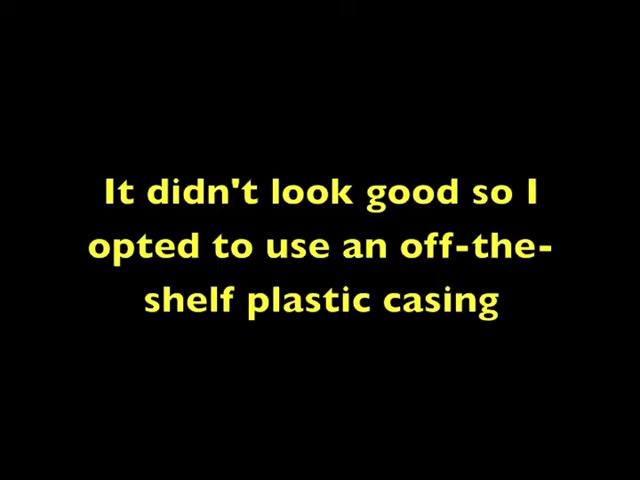 It didn't look good so I
opted to use an off-the-
shelf plastic casing